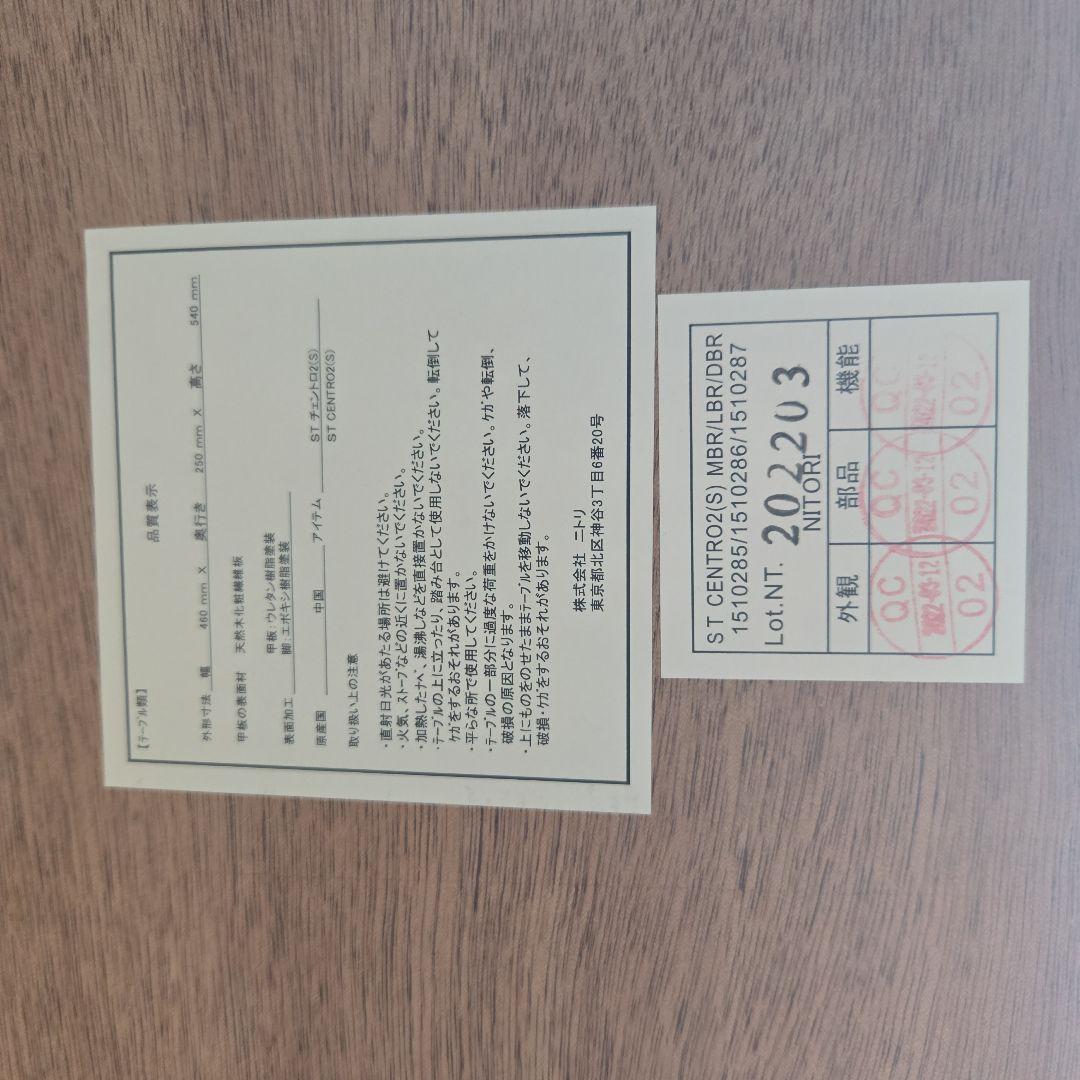 品質表示
【テーブル類】
外形寸法 幅 460 mm X 奥行き 250 mm X 高さ 540 mm
甲板の表面材 天然木化粧繊維板
甲板:ウレタン樹脂塗装
表面加工 脚:エポキシ樹脂塗装
原産国 中国 アイテム ST チェントロ2(S)
ST CENTRO2(S)
取り扱い上の注意
・直射日光があたる場所は避けてください。
・火気、ストーブなどの近くに置かないでください。
・加熱したナベ、湯沸しなどを直接置かないでください。
・テーブルの上に立ったり、踏み台として使用しないでください。転倒して
ケガをするおそれがあります。
・平らな所で使用してください。
・テーブルの一部分に過度な荷重をかけないでください。ケガや転倒、
破損の原因となります。
・上にものをのせたままテーブルを移動しないでください。落下して、
破損・ケガをするおそれがあります。
株式会社 ニトリ
東京都北区神谷3丁目6番20号
ST CENTRO2(S) MBR/LBR/DBR
1510285/1510286/1510287
Lot.NT. 202203
NITORI
外観 部品 機能
QC QC QC
02 02 02